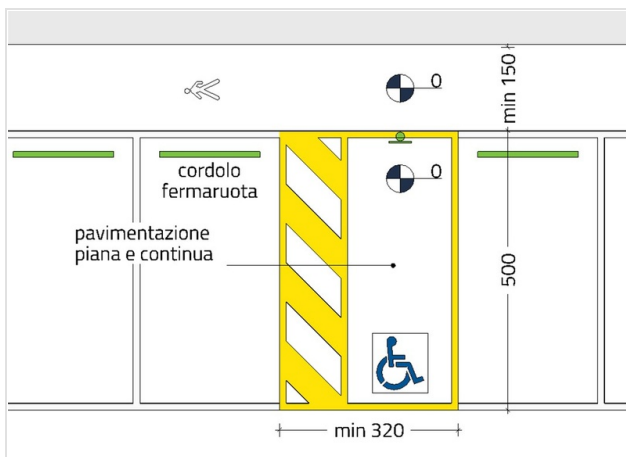 0
min 150
cordolo
fermaruota
0
pavimentazione
piana e continua
500
min 320